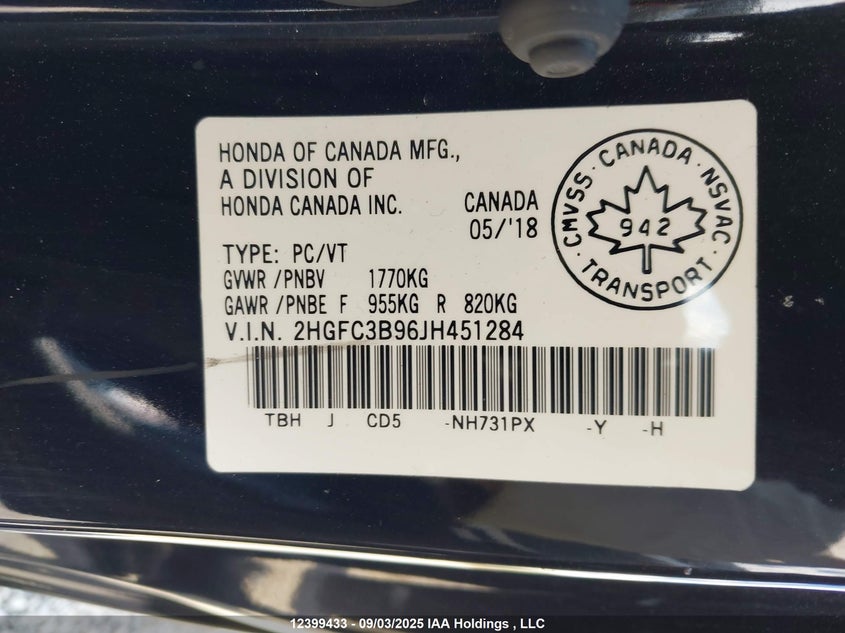 HONDA OF CANADA MFG.,
A DIVISION OF
HONDA CANADA INC.
CANADA
05/'18
TYPE: PC/VT
GVWR /PNBV 1770KG
GAWR /PNBE F 955KG R 820KG
V.I.N. 2HGFC3B96JH451284
TBH J CD5 -NH731PX -Y -H
CMVSS · CANADA · NSVAC
942
· TRANSPORT ·
12399433 - 09/03/2025 IAA Holdings , LLC